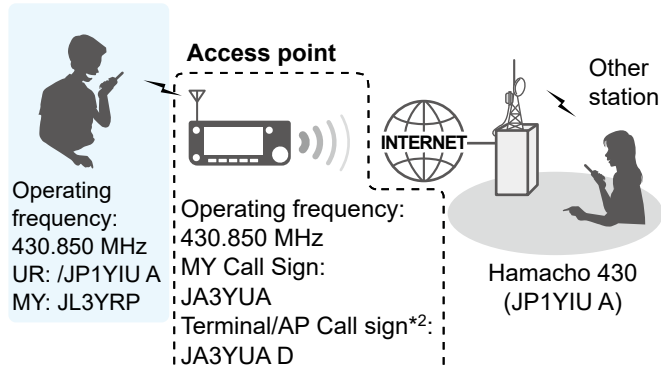 Access point
Operating
frequency:
430.850 MHz
UR: /JP1YIU A
MY: JL3YRP
Operating frequency:
430.850 MHz
MY Call Sign:
JA3YUA
Terminal/AP Call sign*2:
JA3YUA D
INTERNET
Other
station
Hamacho 430
(JP1YIU A)